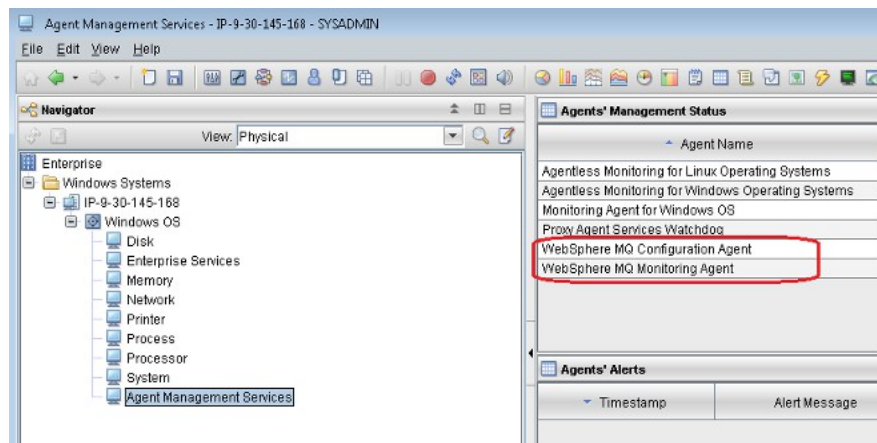 Agent Management Services - IP-9-30-145-168 - SYSADMIN
File Edit View Help
Navigator
View: Physical
Enterprise
Windows Systems
IP-9-30-145-168
Windows OS
Disk
Enterprise Services
Memory
Network
Printer
Process
Processor
System
Agent Management Services
Agents' Management Status
Agent Name
Agentless Monitoring for Linux Operating Systems
Agentless Monitoring for Windows Operating Systems
Monitoring Agent for Windows OS
Proxy Agent Services Watchdog
WebSphere MQ Configuration Agent
WebSphere MQ Monitoring Agent
Agents' Alerts
Timestamp Alert Message